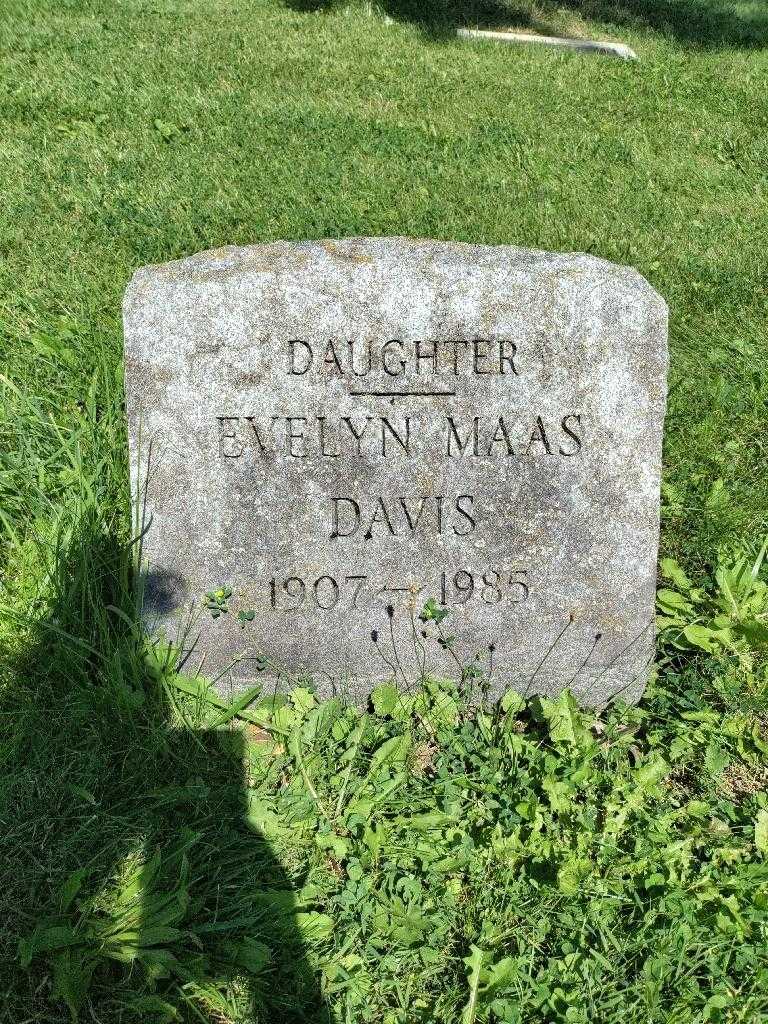 DAUGHTER
EVELYN MAAS
DAVIS
1907 — 1985